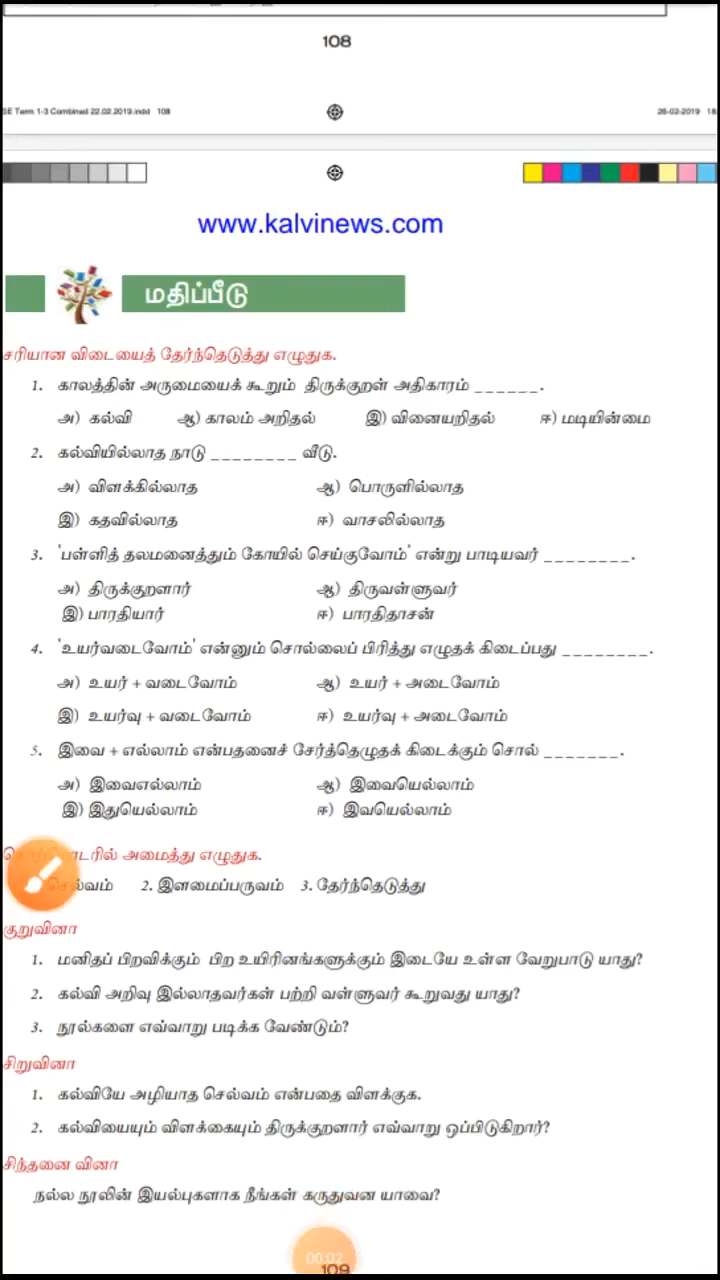 108
SE Term 1-3 Combined 22.02.2019.indd 108
26-02-2019 18
www.kalvinews.com
மதிப்பீடு
சரியான விடையைத் தேர்ந்தெடுத்து எழுதுக.
1. காலத்தின் அருமையைக் கூறும் திருக்குறள் அதிகாரம் ______.
அ) கல்வி ஆ) காலம் அறிதல் இ) வினையறிதல் ஈ) மடியின்மை
2. கல்வியில்லாத நாடு ________ வீடு.
அ) விளக்கில்லாத ஆ) பொருளில்லாத
இ) கதவில்லாத ஈ) வாசலில்லாத
3. 'பள்ளித் தலமனைத்தும் கோயில் செய்குவோம்' என்று பாடியவர் ________.
அ) திருக்குறளார் ஆ) திருவள்ளுவர்
இ) பாரதியார் ஈ) பாரதிதாசன்
4. 'உயர்வடைவோம்' என்னும் சொல்லைப் பிரித்து எழுதக் கிடைப்பது ________.
அ) உயர் + வடைவோம் ஆ) உயர் + அடைவோம்
இ) உயர்வு + வடைவோம் ஈ) உயர்வு + அடைவோம்
5. இவை + எல்லாம் என்பதனைச் சேர்த்தெழுதக் கிடைக்கும் சொல் _______.
அ) இவைஎல்லாம் ஆ) இவையெல்லாம்
இ) இதுயெல்லாம் ஈ) இவயெல்லாம்
அமைத்து எழுதுக.
2. இளமைப்பருவம் 3. தேர்ந்தெடுத்து
குறுவினா
1. மனிதப் பிறவிக்கும் பிற உயிரினங்களுக்கும் இடையே உள்ள வேறுபாடு யாது?
2. கல்வி அறிவு இல்லாதவர்கள் பற்றி வள்ளுவர் கூறுவது யாது?
3. நூல்களை எவ்வாறு படிக்க வேண்டும்?
சிறுவினா
1. கல்வியே அழியாத செல்வம் என்பதை விளக்குக.
2. கல்வியையும் விளக்கையும் திருக்குறளார் எவ்வாறு ஒப்பிடுகிறார்?
சிந்தனை வினா
நல்ல நூலின் இயல்புகளாக நீங்கள் கருதுவன யாவை?
00:02
109